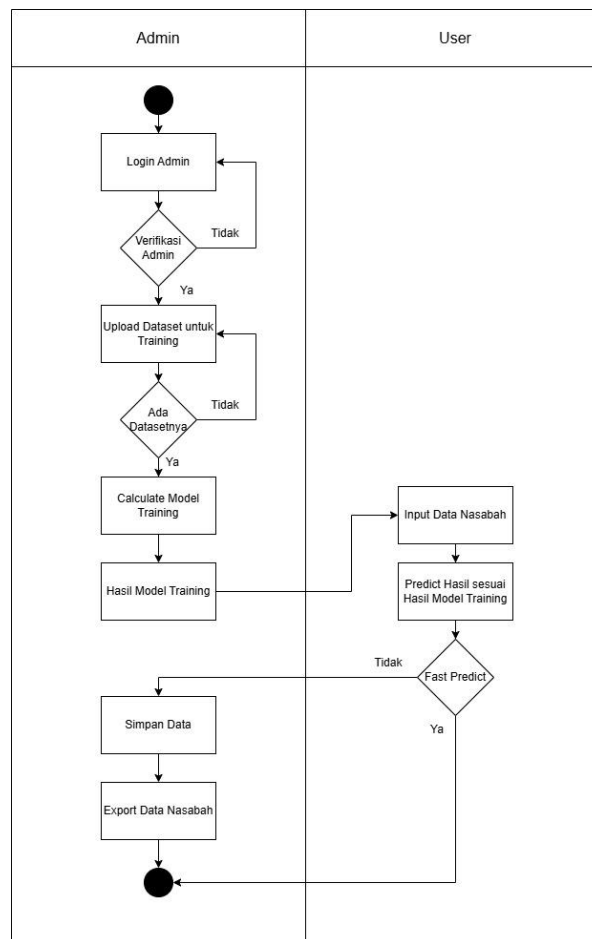 Admin
User
Login Admin
Tidak
Verifikasi
Admin
Ya
Upload Dataset untuk
Training
Tidak
Ada
Datasetnya
Ya
Calculate Model
Training
Input Data Nasabah
Hasil Model Training
Predict Hasil sesuai
Hasil Model Training
Tidak
Fast Predict
Simpan Data
Ya
Export Data Nasabah